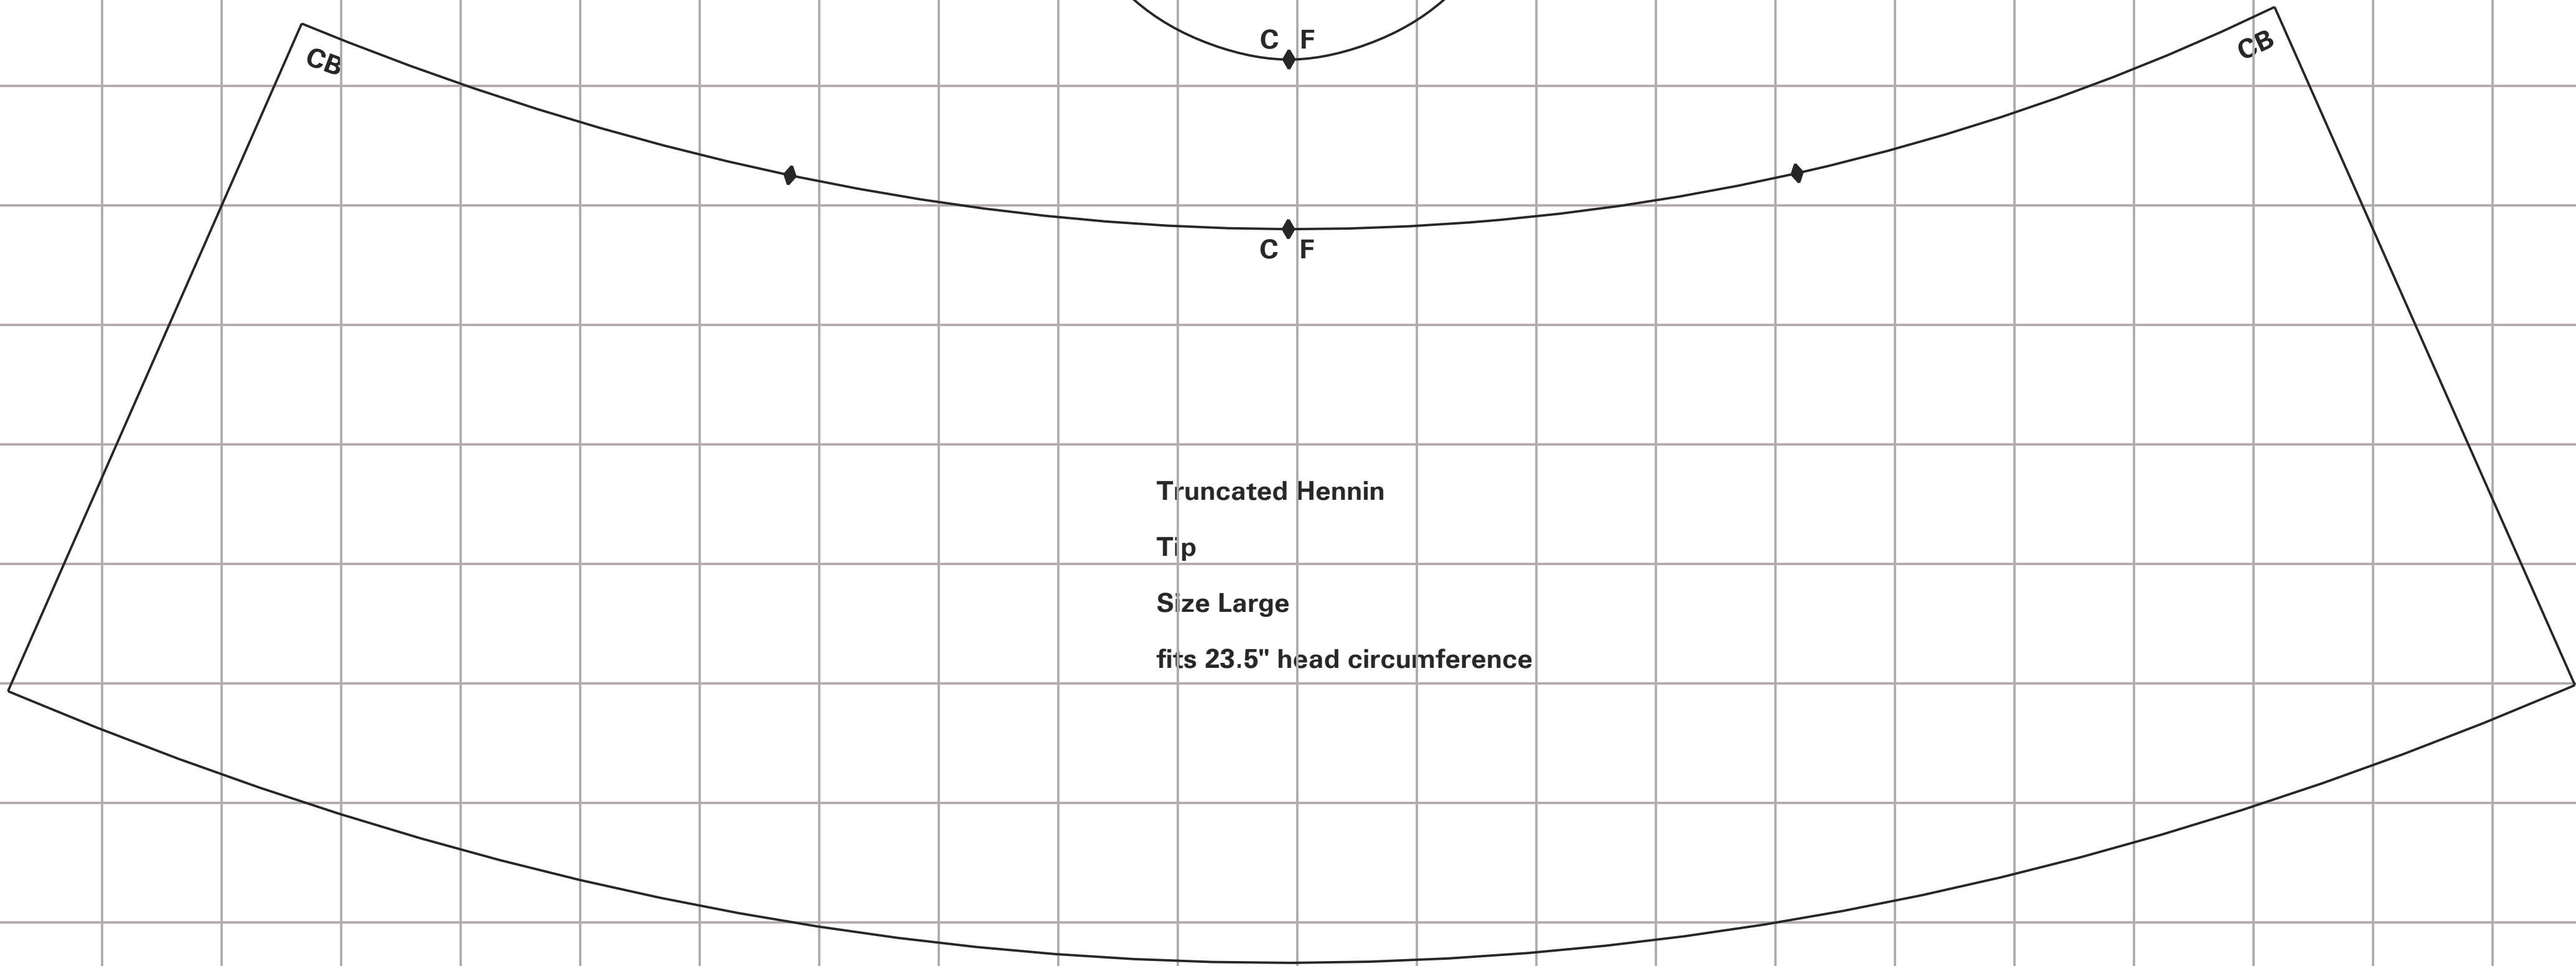 C F
CB
CB
C F
Truncated Hennin
Tip
Size Large
fits 23.5" head circumference